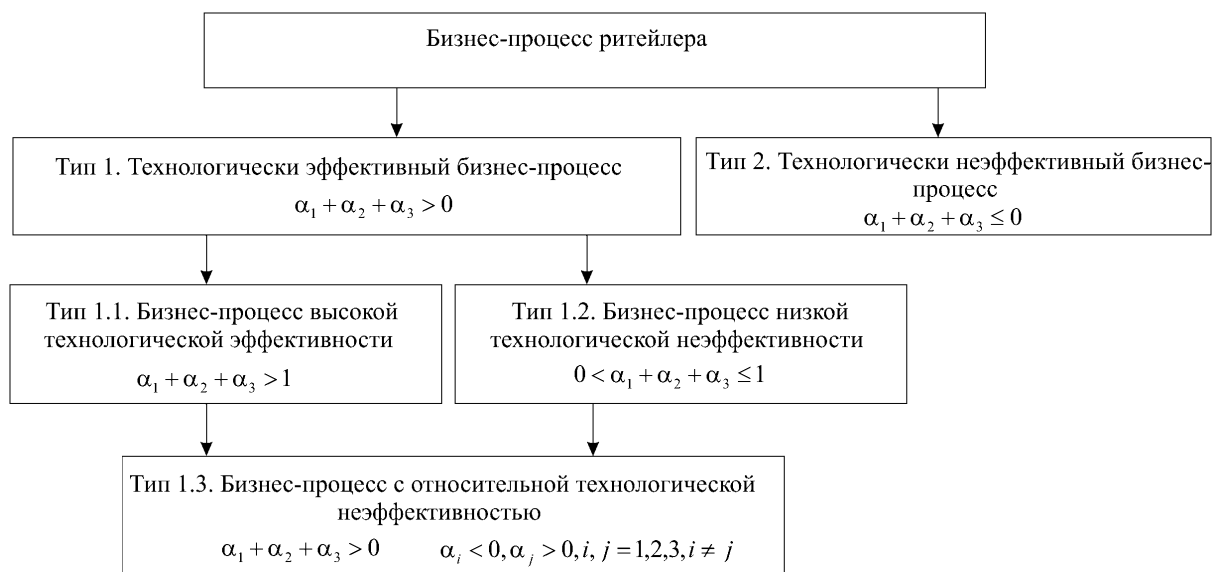 Бизнес-процесс ритейлера
Тип 1. Технологически эффективный бизнес-процесс
α₁ + α₂ + α₃ > 0
Тип 2. Технологически неэффективный бизнес-
процесс
α₁ + α₂ + α₃ ≤ 0
Тип 1.1. Бизнес-процесс высокой
технологической эффективности
α₁ + α₂ + α₃ > 1
Тип 1.2. Бизнес-процесс низкой
технологической неэффективности
0 < α₁ + α₂ + α₃ ≤ 1
Тип 1.3. Бизнес-процесс с относительной технологической
неэффективностью
α₁ + α₂ + α₃ > 0 αᵢ < 0, αⱼ > 0, i, j = 1,2,3, i ≠ j